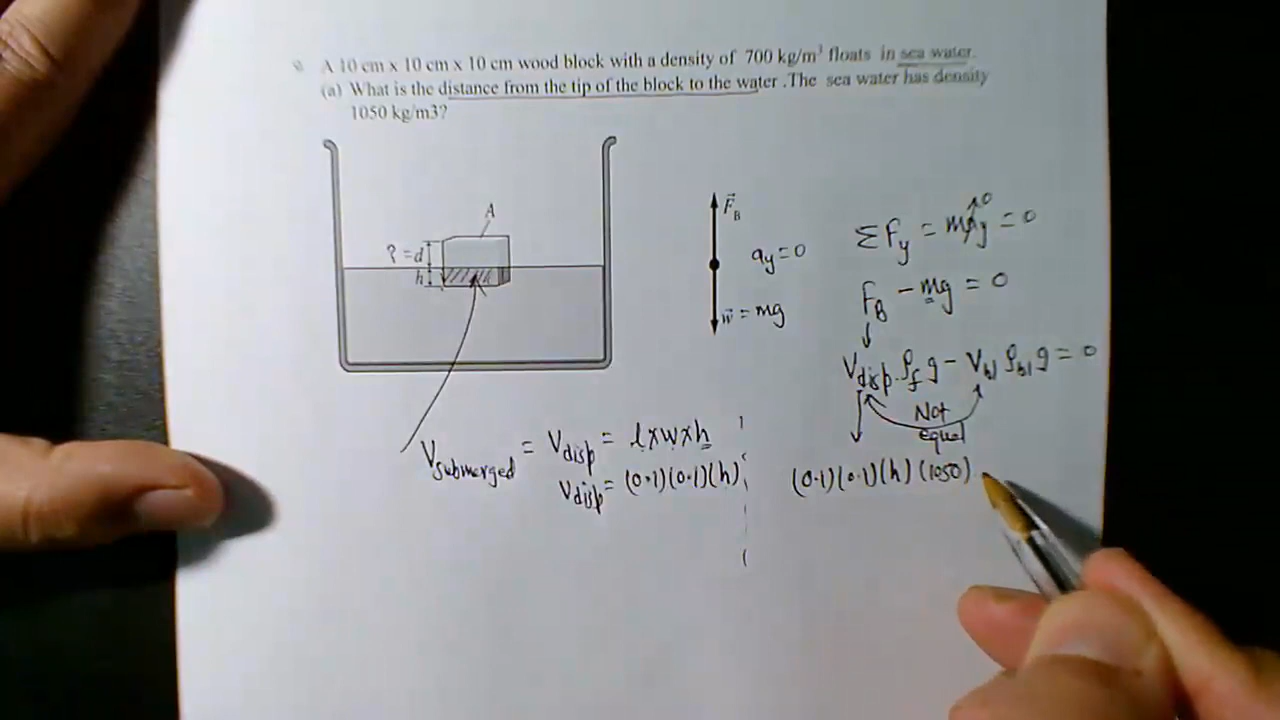 A 10 cm x 10 cm x 10 cm wood block with a density of 700 kg/m³ floats in sea water.
(a) What is the distance from the tip of the block to the water .The sea water has density
1050 kg/m3?
A
? = d
h
F⃗_B
a_y = 0
w⃗ = mg
ΣF_y = ma_y = 0
0
F_B - mg = 0
V_disp. ρ_f g - V_bl ρ_bl g = 0
Not
equal
V_submerged = V_disp = l x w x h
V_disp = (0.1)(0.1)(h)
(0.1)(0.1)(h)(1050)